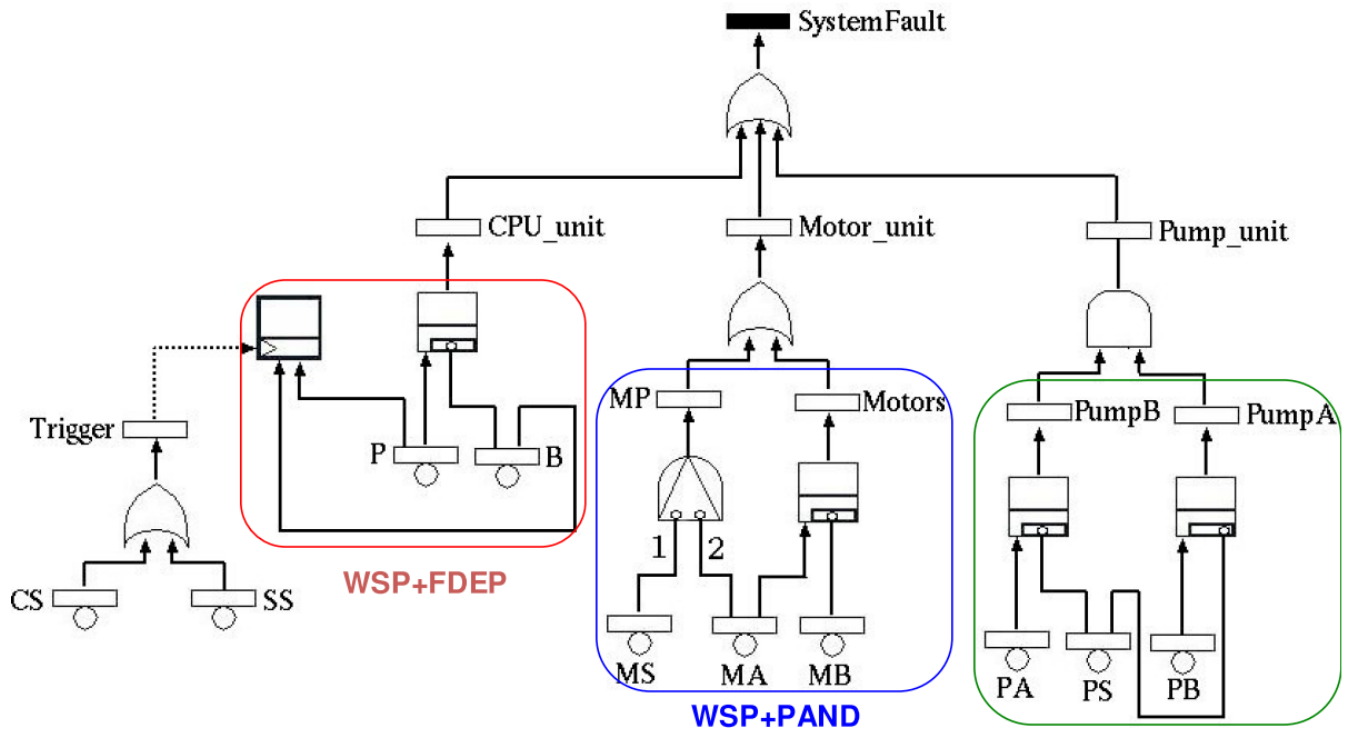 SystemFault
CPU_unit
Motor_unit
Pump_unit
MP
Motors
PumpB
PumpA
Trigger
P
B
1
2
CS
SS
WSP+FDEP
MS
MA
MB
PA
PS
PB
WSP+PAND